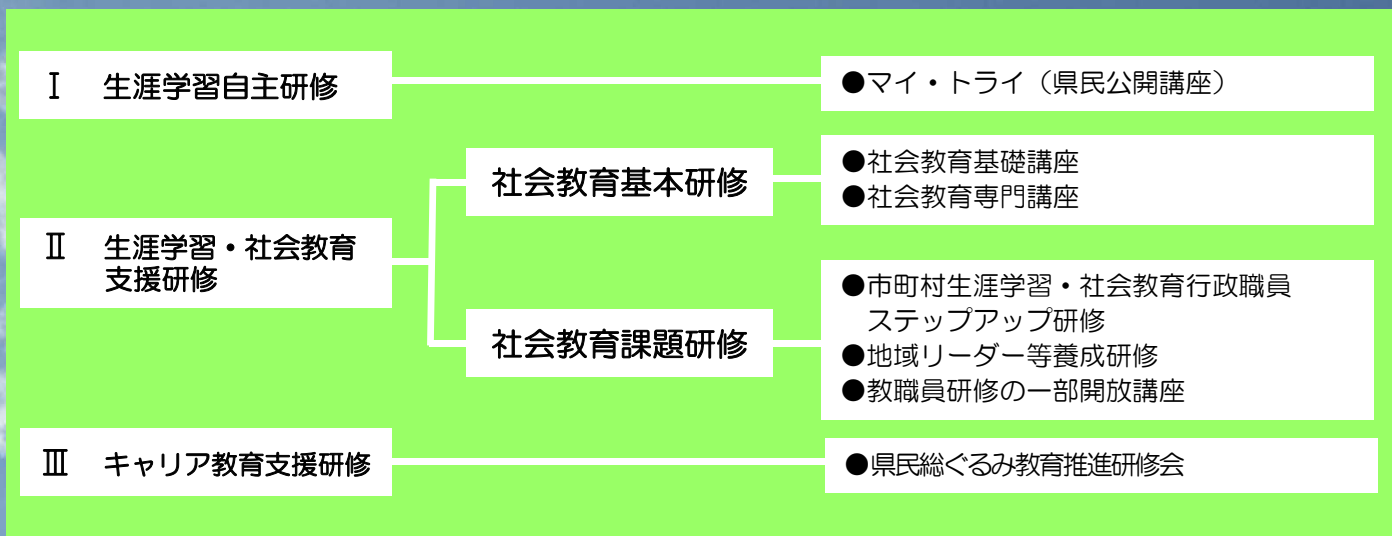 Ⅰ 生涯学習自主研修
●マイ・トライ（県民公開講座）
Ⅱ 生涯学習・社会教育
支援研修
社会教育基本研修
●社会教育基礎講座
●社会教育専門講座
社会教育課題研修
●市町村生涯学習・社会教育行政職員
ステップアップ研修
●地域リーダー等養成研修
●教職員研修の一部開放講座
Ⅲ キャリア教育支援研修
●県民総ぐるみ教育推進研修会